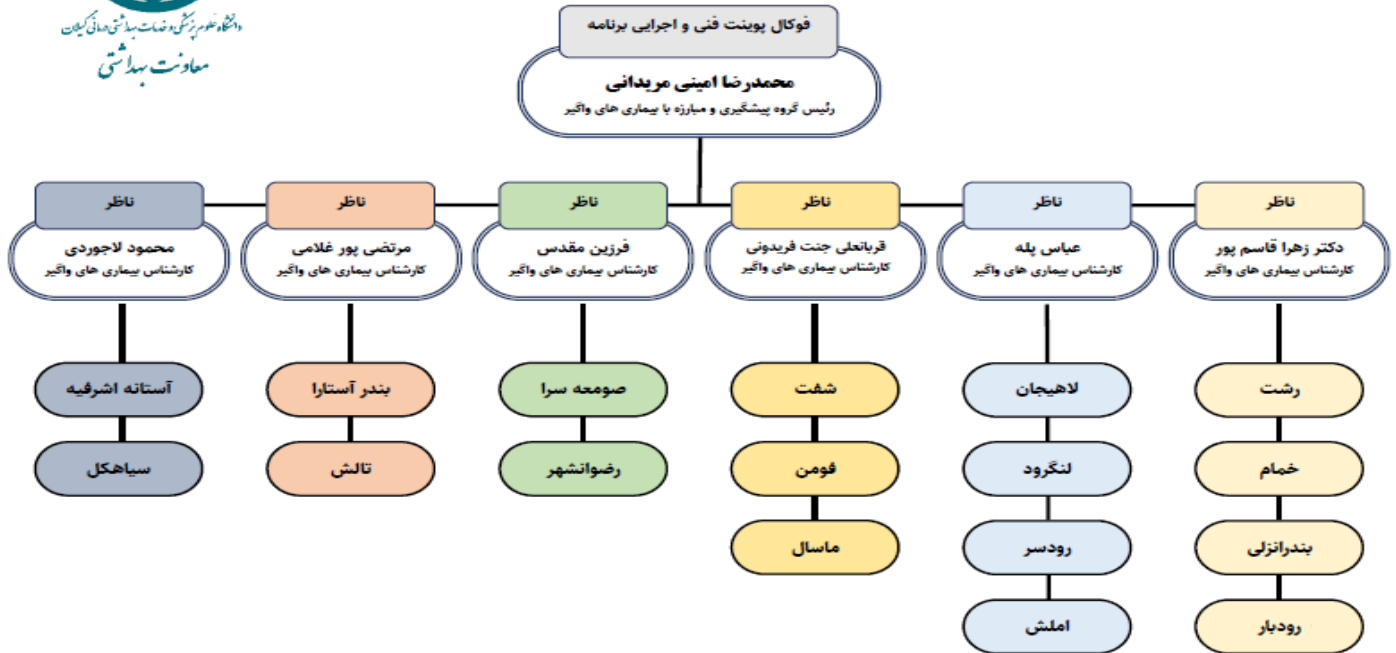 دانشگاه علوم پزشکی و خدمات بهداشتی درمانی گیلان
معاونت بهداشتی
فوکال پوینت فنی و اجرایی برنامه
محمدرضا امینی مریدانی
رئیس گروه پیشگیری و مبارزه با بیماری های واگیر
ناظر
دکتر زهرا قاسم پور
کارشناس بیماری های واگیر
رشت
خمام
بندرانزلی
رودبار
ناظر
عباس پله
کارشناس بیماری های واگیر
لاهیجان
لنگرود
رودسر
املش
ناظر
قربانعلی جنت فریدونی
کارشناس بیماری های واگیر
شفت
فومن
ماسال
ناظر
فرزین مقدس
کارشناس بیماری های واگیر
صومعه سرا
رضوانشهر
ناظر
مرتضی پور غلامی
کارشناس بیماری های واگیر
بندر آستارا
تالش
ناظر
محمود لاجوردی
کارشناس بیماری های واگیر
آستانه اشرفیه
سیاهکل